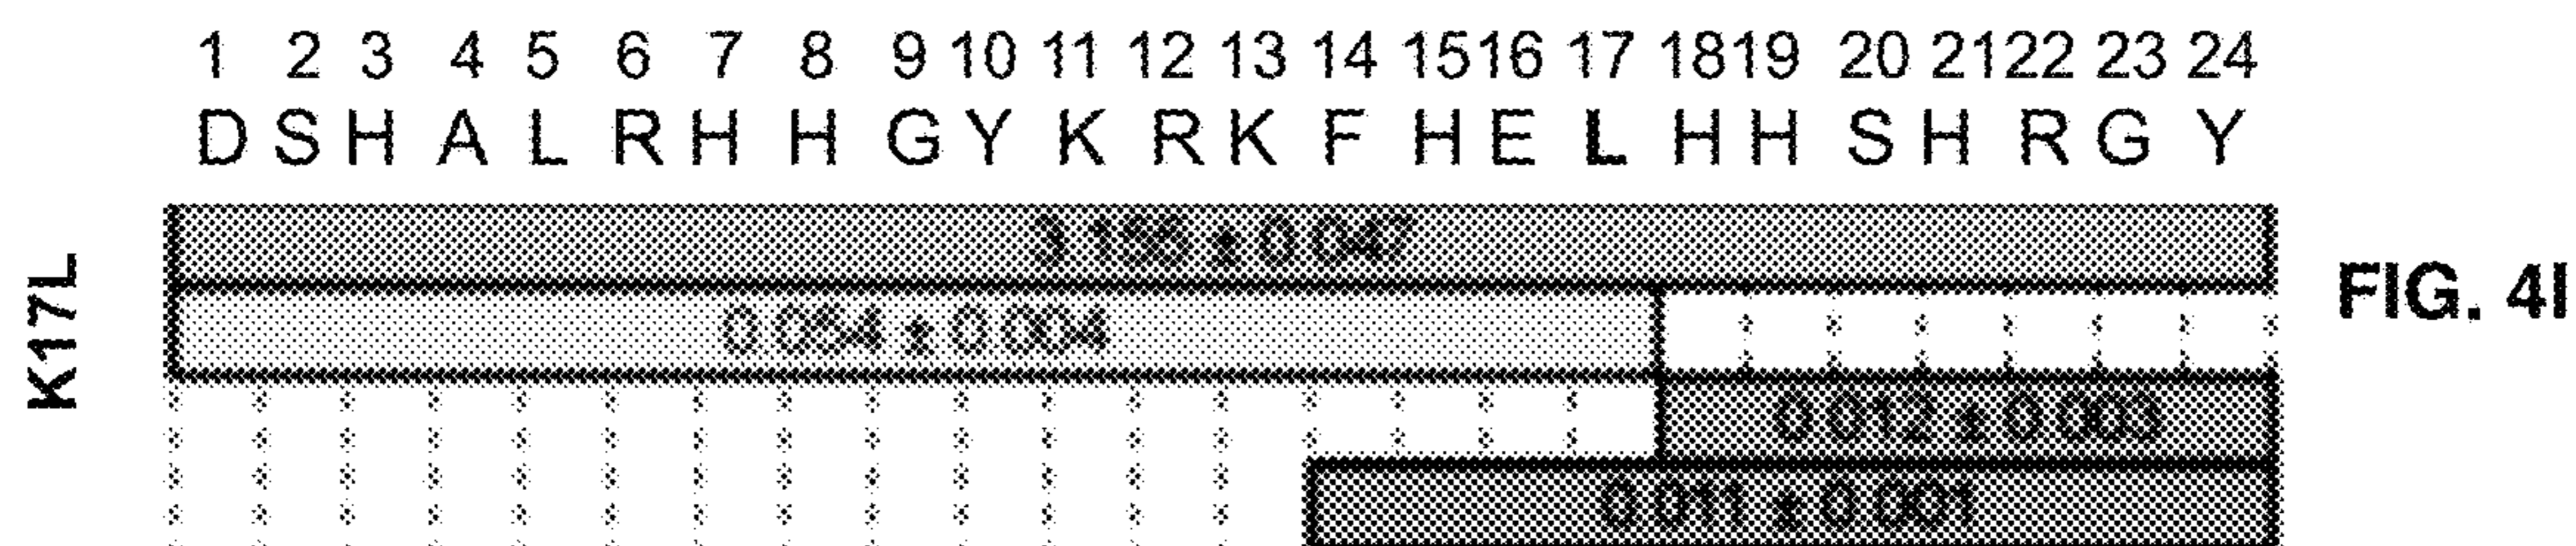 1 2 3 4 5 6 7 8 9 10 11 12 13 14 15 16 17 18 19 20 21 22 23 24
D S H A L R H H G Y K R K F H E L H H S H R G Y
K17L
0.054 ± 0.004
0.012 ± 0.003
0.011 ± 0.001
FIG. 4I